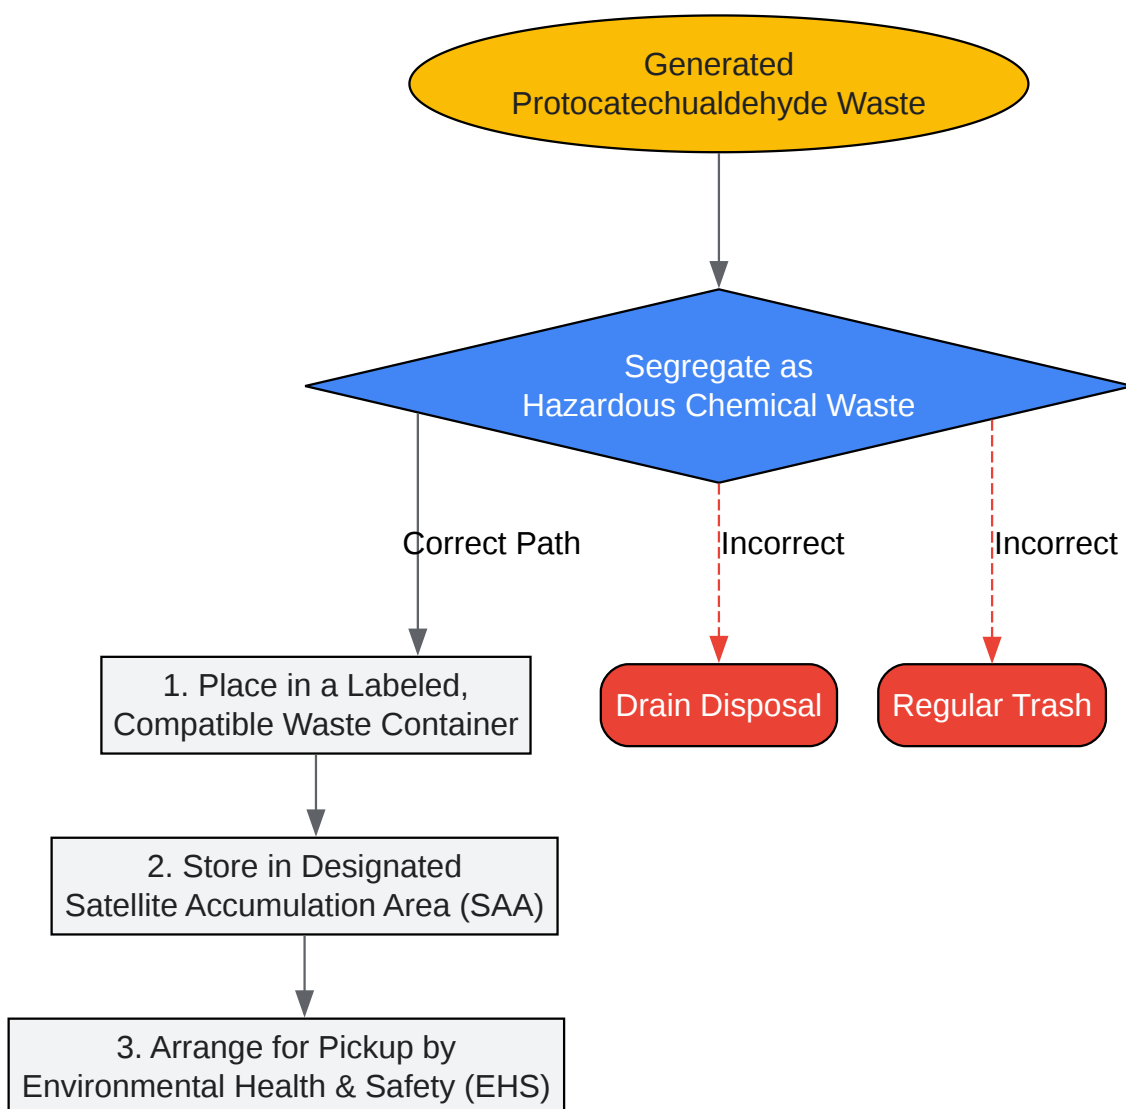 Generated
Protocatechualdehyde Waste
Segregate as
Hazardous Chemical Waste
Correct Path
Incorrect
Incorrect
1. Place in a Labeled,
Compatible Waste Container
Drain Disposal
Regular Trash
2. Store in Designated
Satellite Accumulation Area (SAA)
3. Arrange for Pickup by
Environmental Health & Safety (EHS)